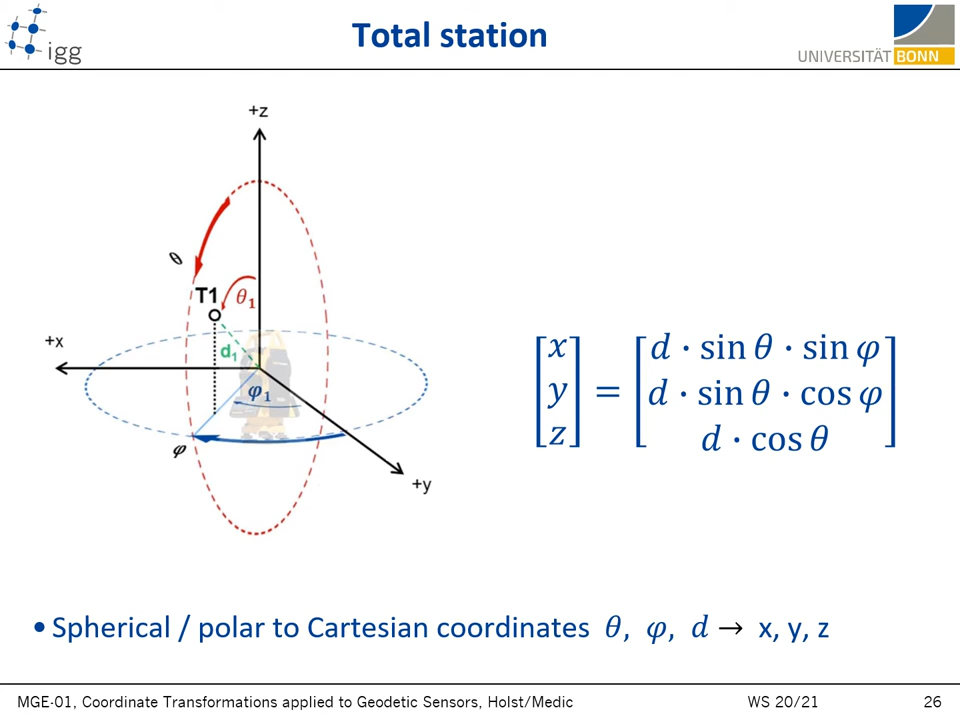 igg
Total station
UNIVERSITÄT BONN
+z
θ
T1
θ₁
+x
d₁
φ₁
φ
+y
[x y z] = [d · sin θ · sin φ
d · sin θ · cos φ
d · cos θ]
• Spherical / polar to Cartesian coordinates θ, φ, d → x, y, z
MGE-01, Coordinate Transformations applied to Geodetic Sensors, Holst/Medic WS 20/21 26